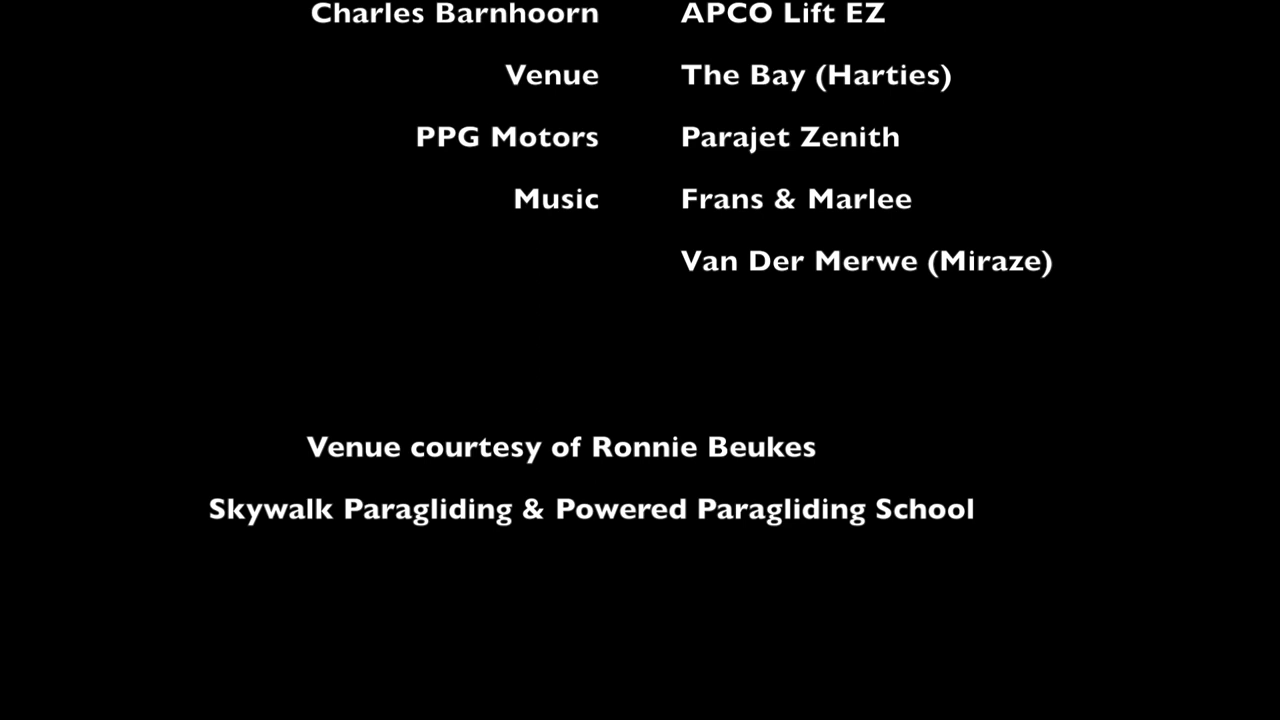 Charles Barnhoorn APCO Lift EZ
Venue The Bay (Harties)
PPG Motors Parajet Zenith
Music Frans & Marlee
Van Der Merwe (Miraze)
Venue courtesy of Ronnie Beukes
Skywalk Paragliding & Powered Paragliding School